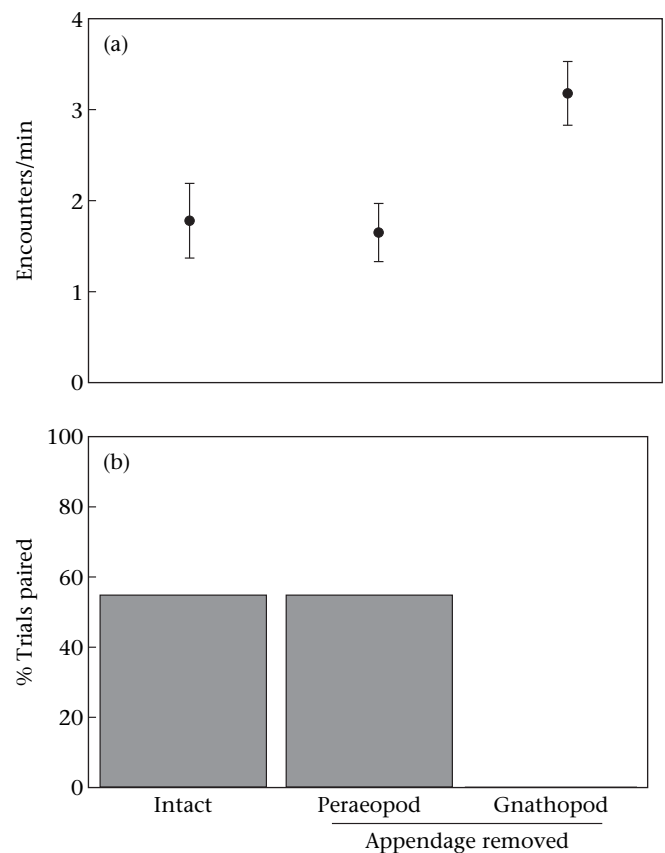 4
(a)
3
Encounters/min
2
1
0
100
(b)
80
% Trials paired
60
40
20
0
Intact Peraeopod Gnathopod
Appendage removed